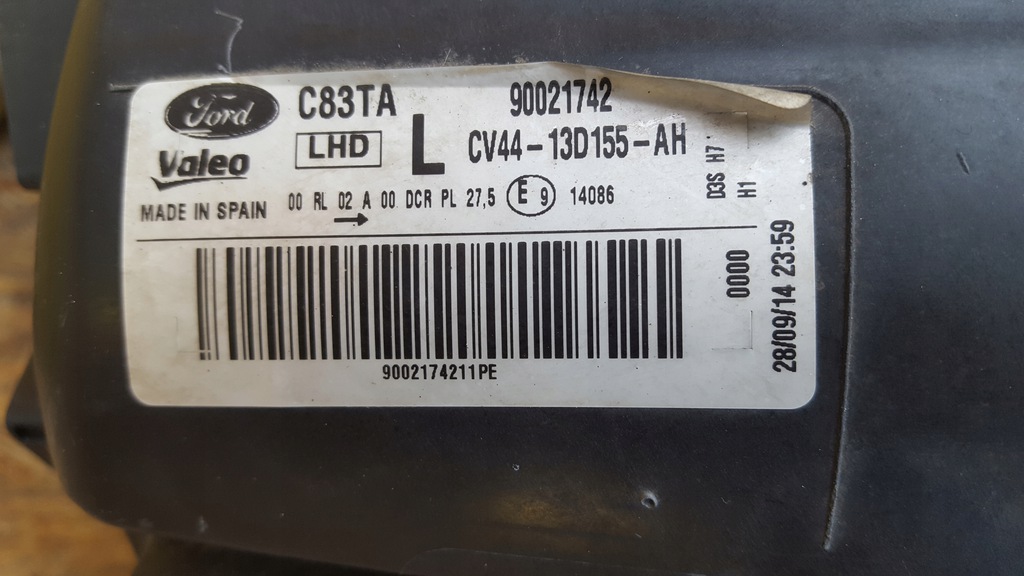 Ford C83TA 90021742
Valeo LHD L CV44-13D155-AH
MADE IN SPAIN 00 RL 02 A 00 DCR PL 27,5 E 9 14086
D3S H7
H1
9002174211PE
0000
28/09/14 23:59